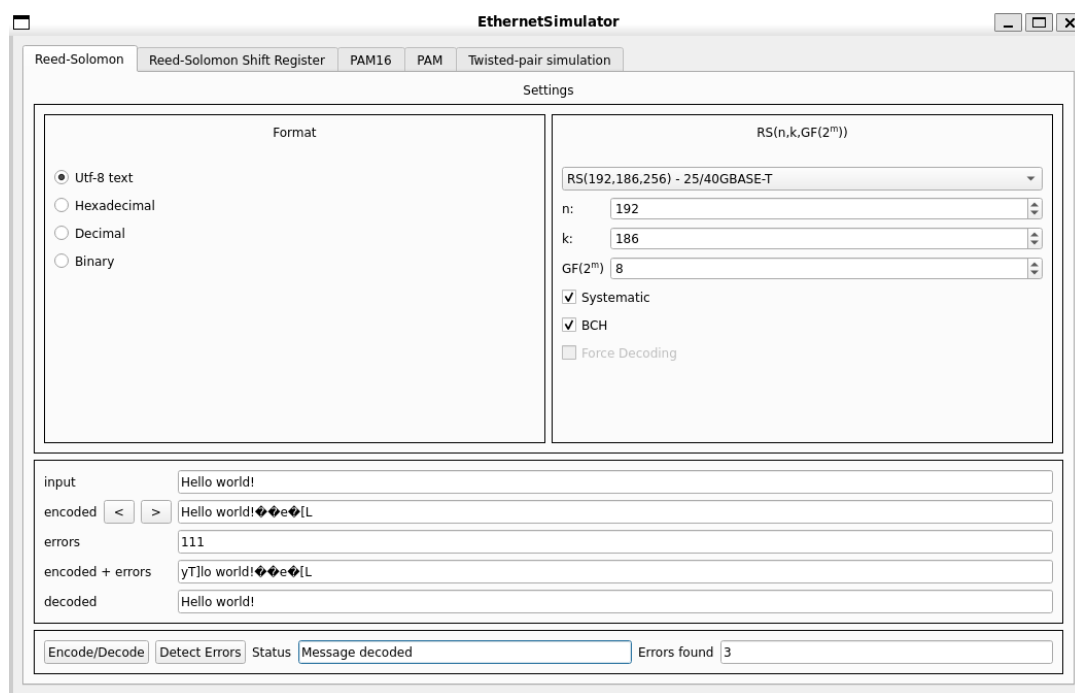 EthernetSimulator
Reed-Solomon Reed-Solomon Shift Register PAM16 PAM Twisted-pair simulation
Settings
Format
Utf-8 text
Hexadecimal
Decimal
Binary
RS(n,k,GF(2ᵐ))
RS(192,186,256) - 25/40GBASE-T
n: 192
k: 186
GF(2ᵐ) 8
Systematic
BCH
Force Decoding
input Hello world!
encoded < > Hello world!��e�[L
errors 111
encoded + errors yT]lo world!��e�[L
decoded Hello world!
Encode/Decode Detect Errors Status Message decoded Errors found 3